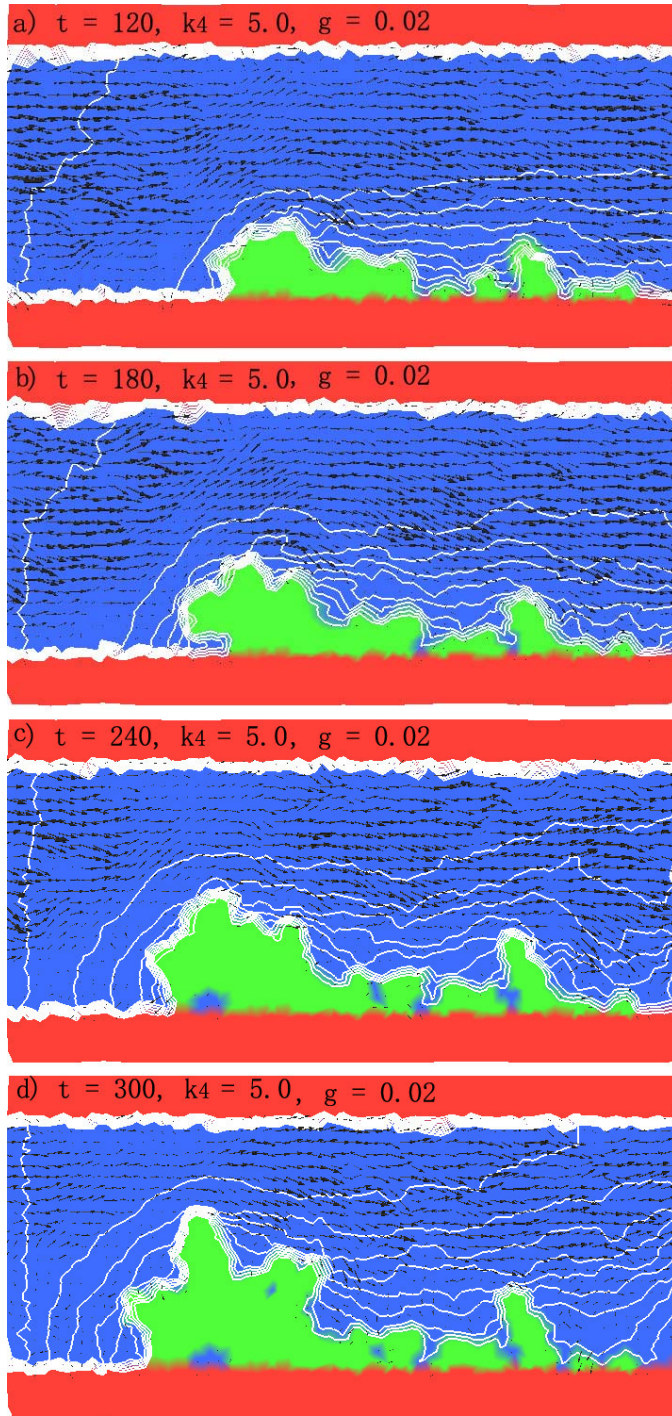 a) t = 120, k4 = 5.0, g = 0.02
b) t = 180, k4 = 5.0, g = 0.02
c) t = 240, k4 = 5.0, g = 0.02
d) t = 300, k4 = 5.0, g = 0.02